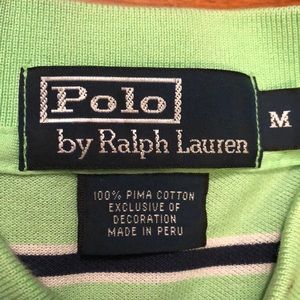 Polo
by Ralph Lauren
M
100% PIMA COTTON
EXCLUSIVE OF
DECORATION
MADE IN PERU